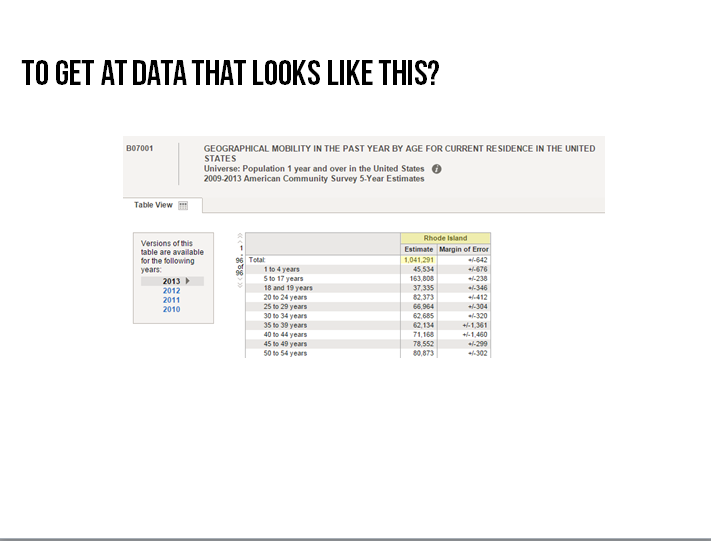 TO GET AT DATA THAT LOOKS LIKE THIS?
B07001
GEOGRAPHICAL MOBILITY IN THE PAST YEAR BY AGE FOR CURRENT RESIDENCE IN THE UNITED
STATES
Universe: Population 1 year and over in the United States
2009-2013 American Community Survey 5-Year Estimates
Table View
Versions of this
table are available
for the following
years:
2013
2012
2011
2010
1
-
96
of
96
Rhode Island
Estimate Margin of Error
Total: 1,041,291 +/-642
1 to 4 years 45,534 +/-676
5 to 17 years 163,808 +/-238
18 and 19 years 37,335 +/-346
20 to 24 years 82,373 +/-412
25 to 29 years 66,964 +/-304
30 to 34 years 62,685 +/-320
35 to 39 years 62,134 +/-1,361
40 to 44 years 71,168 +/-1,460
45 to 49 years 78,552 +/-299
50 to 54 years 80,873 +/-302